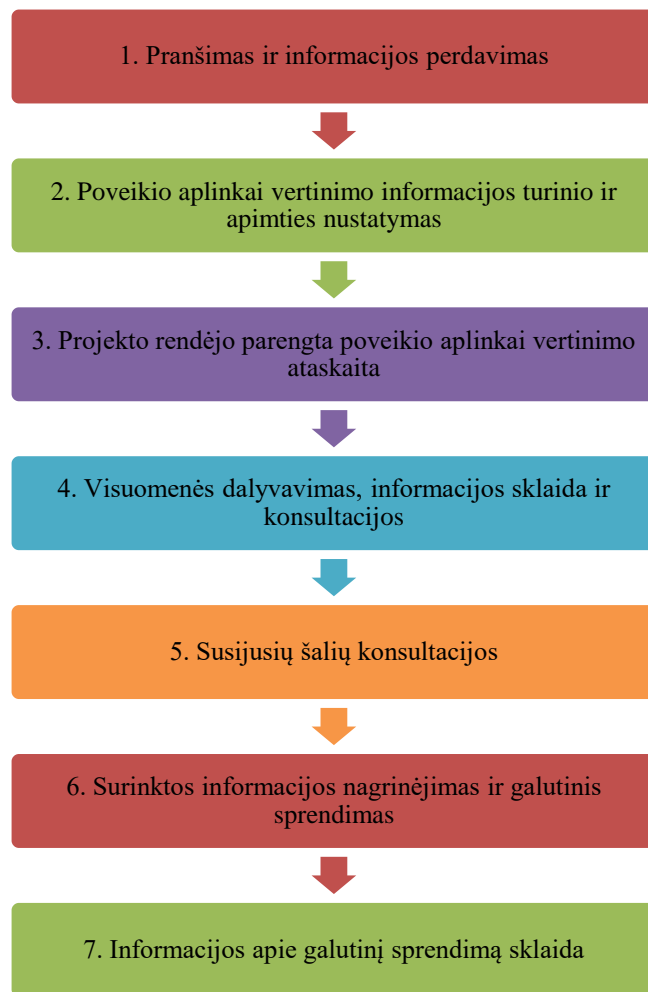 1. Pranšimas ir informacijos perdavimas
2. Poveikio aplinkai vertinimo informacijos turinio ir
apimties nustatymas
3. Projekto rendėjo parengta poveikio aplinkai vertinimo
ataskaita
4. Visuomenės dalyvavimas, informacijos sklaida ir
konsultacijos
5. Susijusių šalių konsultacijos
6. Surinktos informacijos nagrinėjimas ir galutinis
sprendimas
7. Informacijos apie galutinį sprendimą sklaida